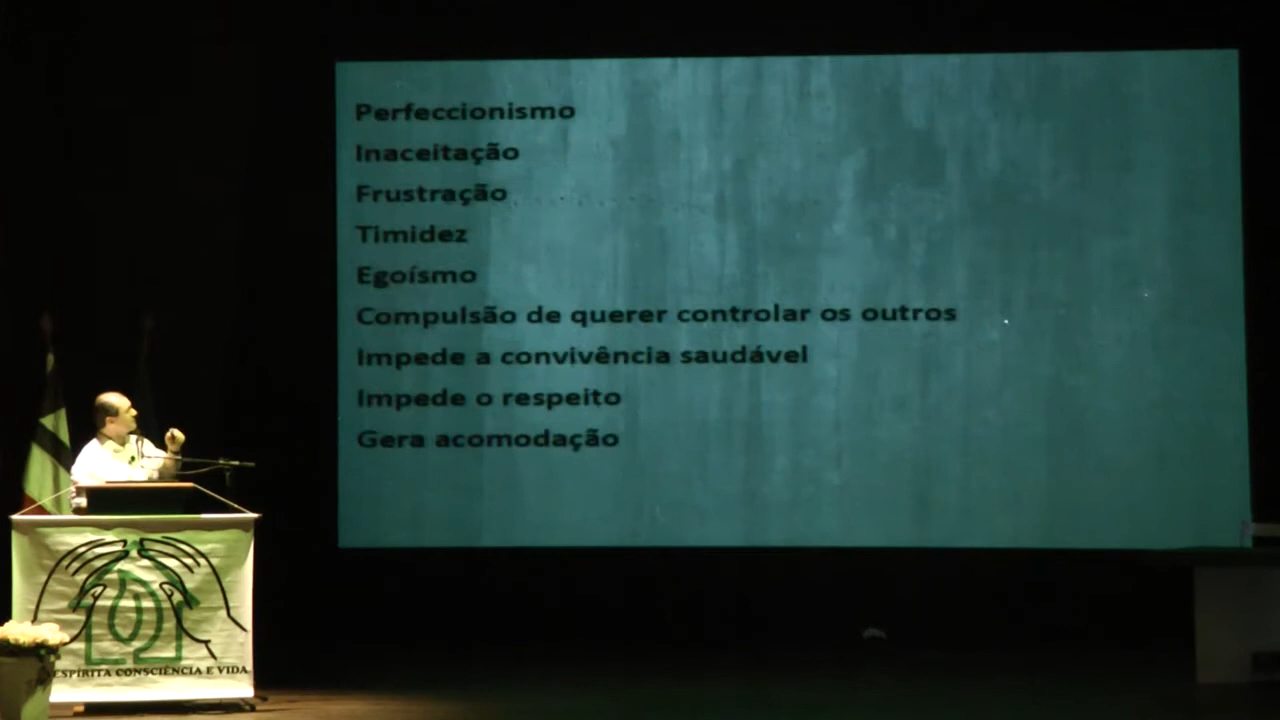 Perfeccionismo
Inaceitação
Frustração
Timidez
Egoísmo
Compulsão de querer controlar os outros
Impede a convivência saudável
Impede o respeito
Gera acomodação
ESPÍRITA CONSCIÊNCIA E VIDA